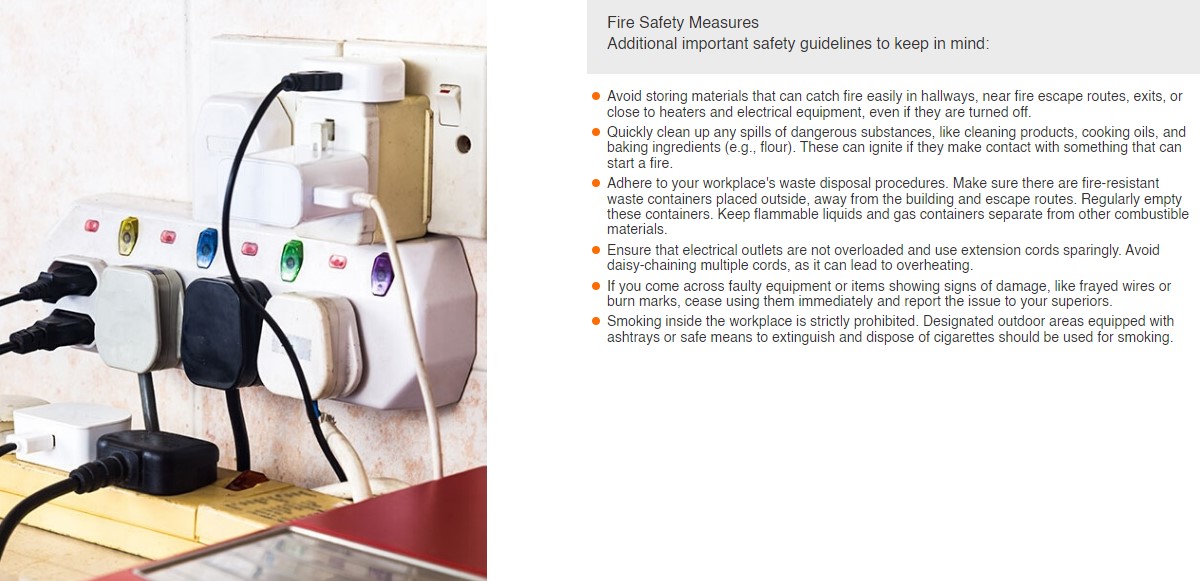 Fire Safety Measures
Additional important safety guidelines to keep in mind:
Avoid storing materials that can catch fire easily in hallways, near fire escape routes, exits, or
close to heaters and electrical equipment, even if they are turned off.
Quickly clean up any spills of dangerous substances, like cleaning products, cooking oils, and
baking ingredients (e.g., flour). These can ignite if they make contact with something that can
start a fire.
Adhere to your workplace's waste disposal procedures. Make sure there are fire-resistant
waste containers placed outside, away from the building and escape routes. Regularly empty
these containers. Keep flammable liquids and gas containers separate from other combustible
materials.
Ensure that electrical outlets are not overloaded and use extension cords sparingly. Avoid
daisy-chaining multiple cords, as it can lead to overheating.
If you come across faulty equipment or items showing signs of damage, like frayed wires or
burn marks, cease using them immediately and report the issue to your superiors.
Smoking inside the workplace is strictly prohibited. Designated outdoor areas equipped with
ashtrays or safe means to extinguish and dispose of cigarettes should be used for smoking.